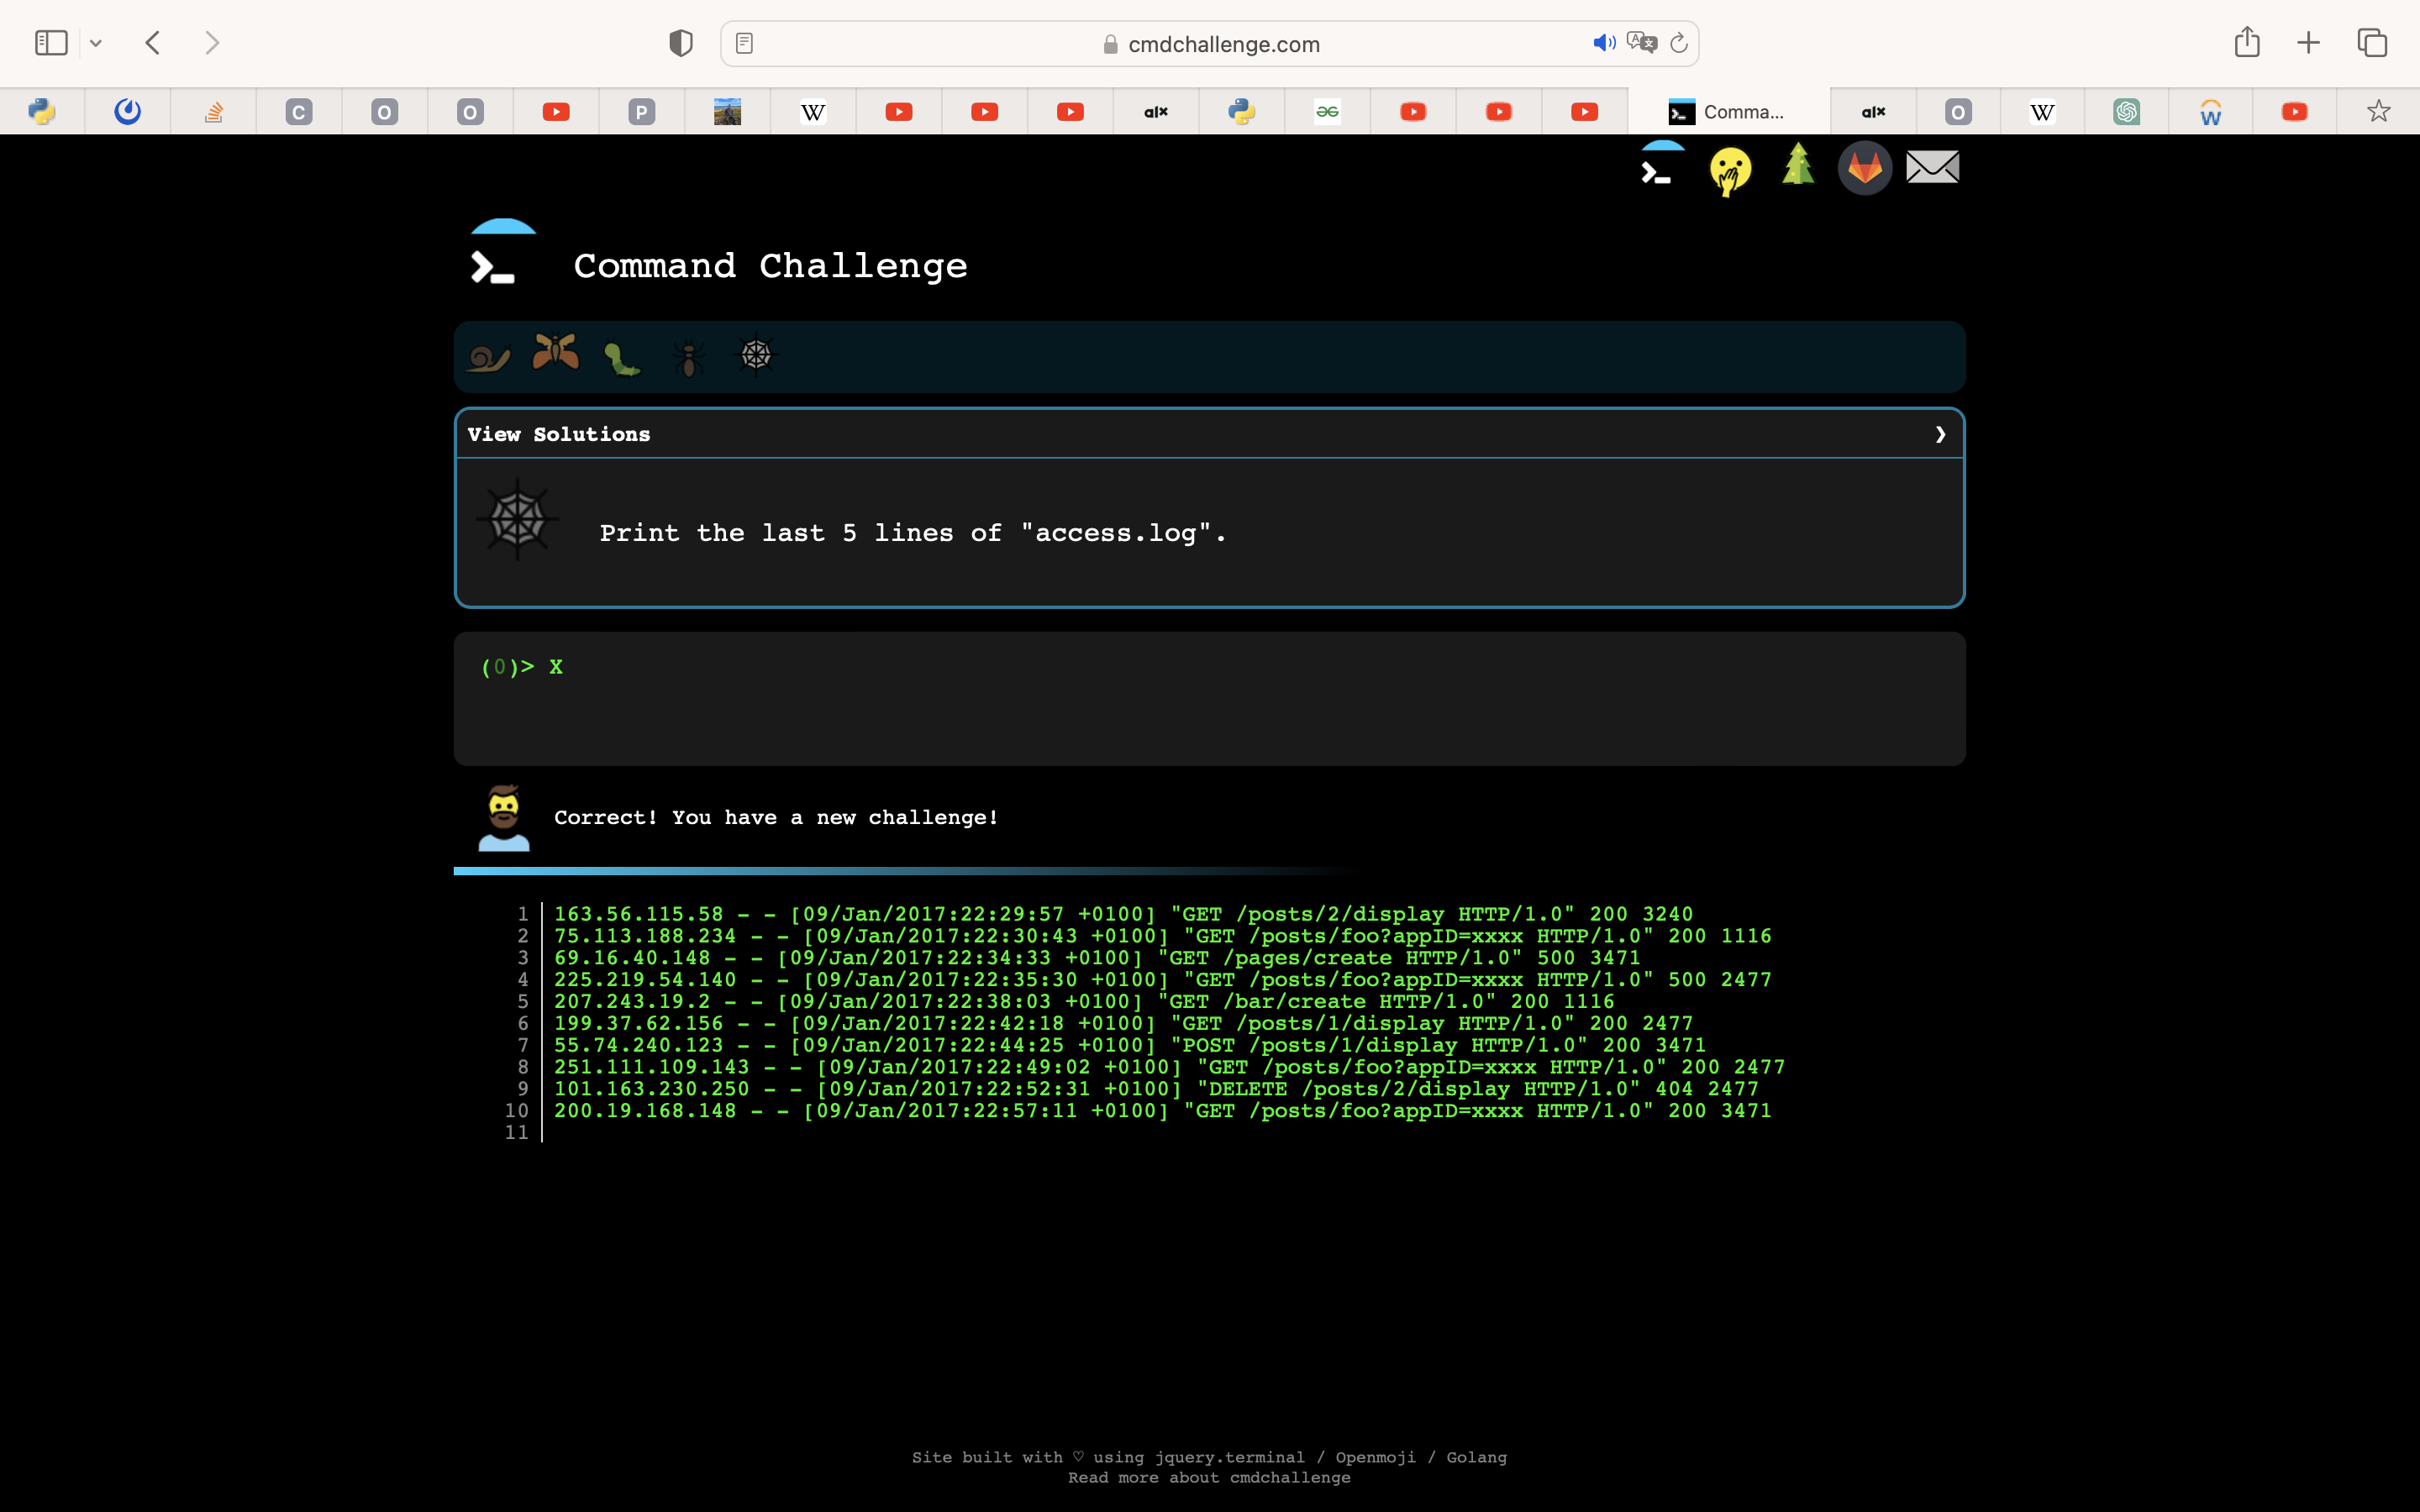 cmdchallenge.com
C
O
O
P
W
alx
Comma...
alx
O
W
W
Command Challenge
View Solutions
Print the last 5 lines of "access.log".
(0)> X
Correct! You have a new challenge!
1 163.56.115.58 - - [09/Jan/2017:22:29:57 +0100] "GET /posts/2/display HTTP/1.0" 200 3240
2 75.113.188.234 - - [09/Jan/2017:22:30:43 +0100] "GET /posts/foo?appID=xxxx HTTP/1.0" 200 1116
3 69.16.40.148 - - [09/Jan/2017:22:34:33 +0100] "GET /pages/create HTTP/1.0" 500 3471
4 225.219.54.140 - - [09/Jan/2017:22:35:30 +0100] "GET /posts/foo?appID=xxxx HTTP/1.0" 500 2477
5 207.243.19.2 - - [09/Jan/2017:22:38:03 +0100] "GET /bar/create HTTP/1.0" 200 1116
6 199.37.62.156 - - [09/Jan/2017:22:42:18 +0100] "GET /posts/1/display HTTP/1.0" 200 2477
7 55.74.240.123 - - [09/Jan/2017:22:44:25 +0100] "POST /posts/1/display HTTP/1.0" 200 3471
8 251.111.109.143 - - [09/Jan/2017:22:49:02 +0100] "GET /posts/foo?appID=xxxx HTTP/1.0" 200 2477
9 101.163.230.250 - - [09/Jan/2017:22:52:31 +0100] "DELETE /posts/2/display HTTP/1.0" 404 2477
10 200.19.168.148 - - [09/Jan/2017:22:57:11 +0100] "GET /posts/foo?appID=xxxx HTTP/1.0" 200 3471
11
Site built with ♡ using jquery.terminal / Openmoji / Golang
Read more about cmdchallenge